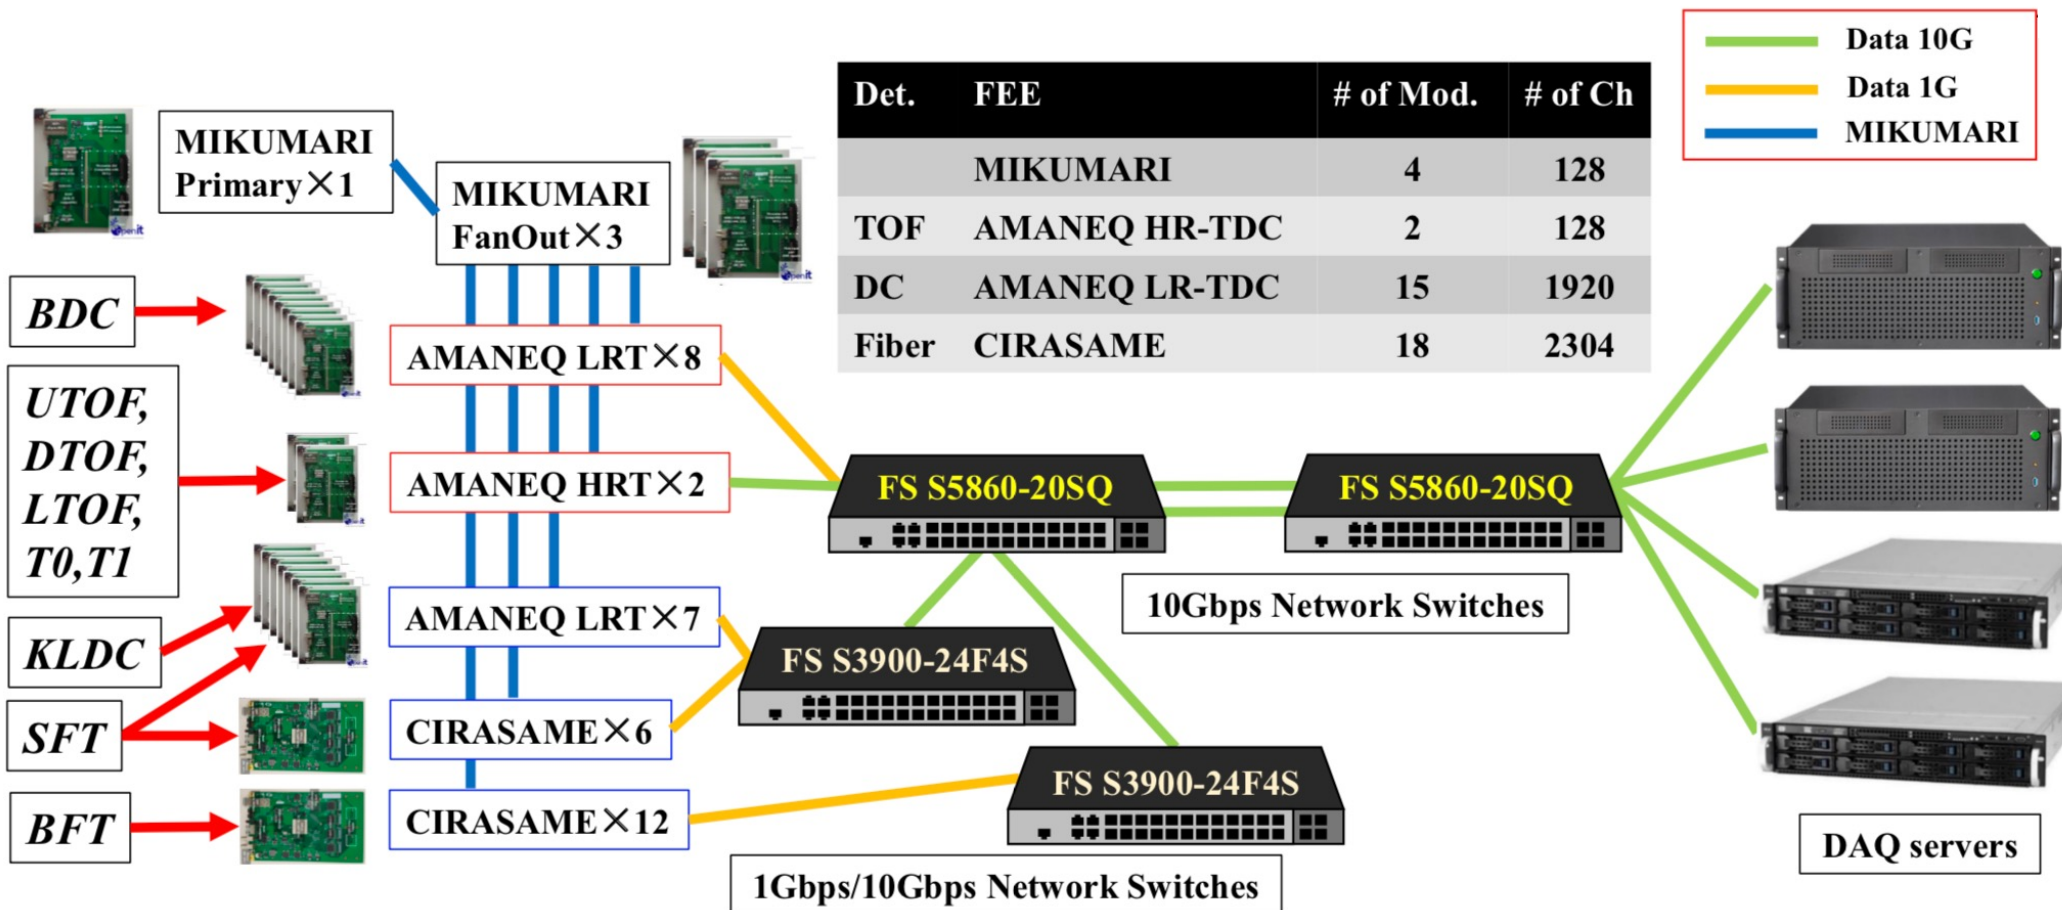 Data 10G
Data 1G
MIKUMARI
Det. FEE # of Mod. # of Ch
MIKUMARI 4 128
TOF AMANEQ HR-TDC 2 128
DC AMANEQ LR-TDC 15 1920
Fiber CIRASAME 18 2304
MIKUMARI
Primary×1
MIKUMARI
FanOut×3
BDC
AMANEQ LRT×8
UTOF,
DTOF,
LTOF,
T0,T1
AMANEQ HRT×2
FS S5860-20SQ
FS S5860-20SQ
10Gbps Network Switches
KLDC
AMANEQ LRT×7
FS S3900-24F4S
SFT
CIRASAME×6
FS S3900-24F4S
BFT
CIRASAME×12
1Gbps/10Gbps Network Switches
DAQ servers